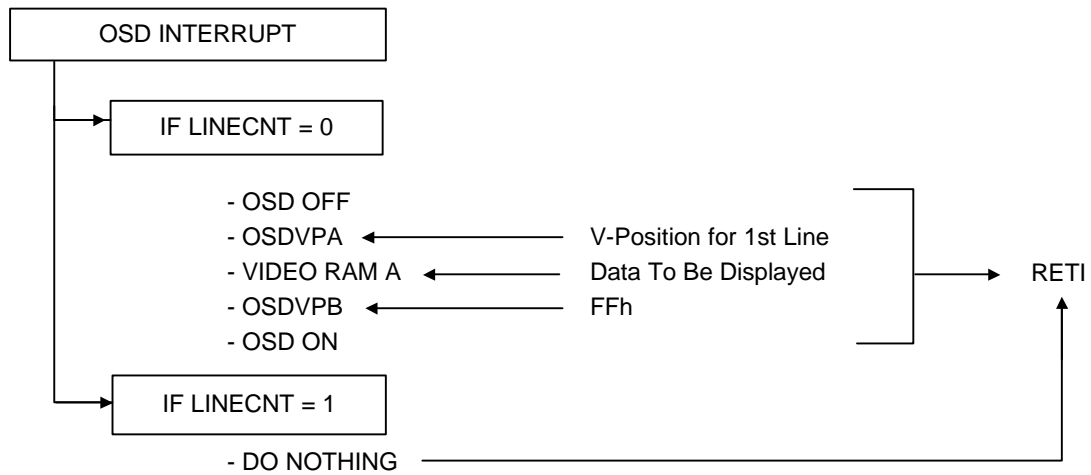 OSD INTERRUPT
IF LINECNT = 0
- OSD OFF
- OSDVPA V-Position for 1st Line
- VIDEO RAM A Data To Be Displayed RETI
- OSDVPB FFh
- OSD ON
IF LINECNT = 1
- DO NOTHING